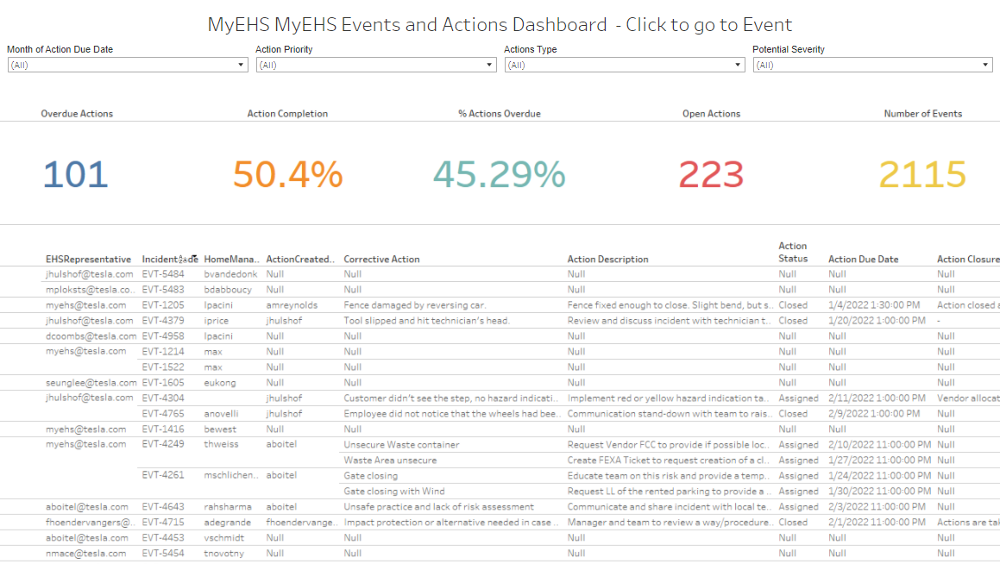 MyEHS MyEHS Events and Actions Dashboard - Click to go to Event
Month of Action Due Date Action Priority Actions Type Potential Severity
(All) (All) (All) (All)
Overdue Actions Action Completion % Actions Overdue Open Actions Number of Events
101 50.4% 45.29% 223 2115
Action
EHSRepresentative HomeMana.. ActionCreated.. Corrective Action Action Description Status Action Due Date Action Closure
jhulshof@tesla.com EVT-5484 bvandedonk Null Null Null Null Null Null
mploksts@tesla.co.. EVT-5483 bdabboucy Null Null Null Null Null Null
myehs@tesla.com EVT-1205 lpacini amreynolds Fence damaged by reversing car. Fence fixed enough to close. Slight bend, but s.. Closed 1/4/2022 1:30:00 PM Action closed a
jhulshof@tesla.com EVT-4379 iprice jhulshof Tool slipped and hit technician's head. Review and discuss incident with technician t.. Closed 1/20/2022 1:00:00 PM -
dcoombs@tesla.com EVT-4958 lpacini Null Null Null Null Null Null
myehs@tesla.com EVT-1214 max Null Null Null Null Null Null
EVT-1522 max Null Null Null Null Null Null
seunglee@tesla.com EVT-1605 eukong Null Null Null Null Null Null
jhulshof@tesla.com EVT-4304 jhulshof Customer didn't see the step, no hazard indicati.. Implement red or yellow hazard indication ta.. Assigned 2/11/2022 1:00:00 PM Vendor allocat
EVT-4765 anovelli jhulshof Employee did not notice that the wheels had bee.. Communication stand-down with team to rais.. Closed 2/9/2022 1:00:00 PM Null
myehs@tesla.com EVT-1416 bewest Null Null Null Null Null Null
myehs@tesla.com EVT-4249 thweiss aboitel Unsecure Waste container Request Vendor FCC to provide if possible loc.. Assigned 2/10/2022 11:00:00 PM Null
Waste Area unsecure Create FEXA Ticket to request creation of a cl.. Assigned 1/27/2022 11:00:00 PM Null
EVT-4261 mschlichen.. aboitel Gate closing Educate team on this risk and provide a temp.. Assigned 1/24/2022 11:00:00 PM Null
Gate closing with Wind Request LL of the rented parking to provide a .. Assigned 1/30/2022 11:00:00 PM Null
aboitel@tesla.com EVT-4643 rahsharma aboitel Unsafe practice and lack of risk assessment Communicate and share incident with local te.. Assigned 2/3/2022 11:00:00 PM Null
fhoendervangers@.. EVT-4715 adegrande fhoendervange.. Impact protection or alternative needed in case .. Manager and team to review a way/procedure.. Closed 2/1/2022 11:00:00 PM Actions are tak
aboitel@tesla.com EVT-4453 vschmidt Null Null Null Null Null Null
nmace@tesla.com EVT-5454 tnovotny Null Null Null Null Null Null